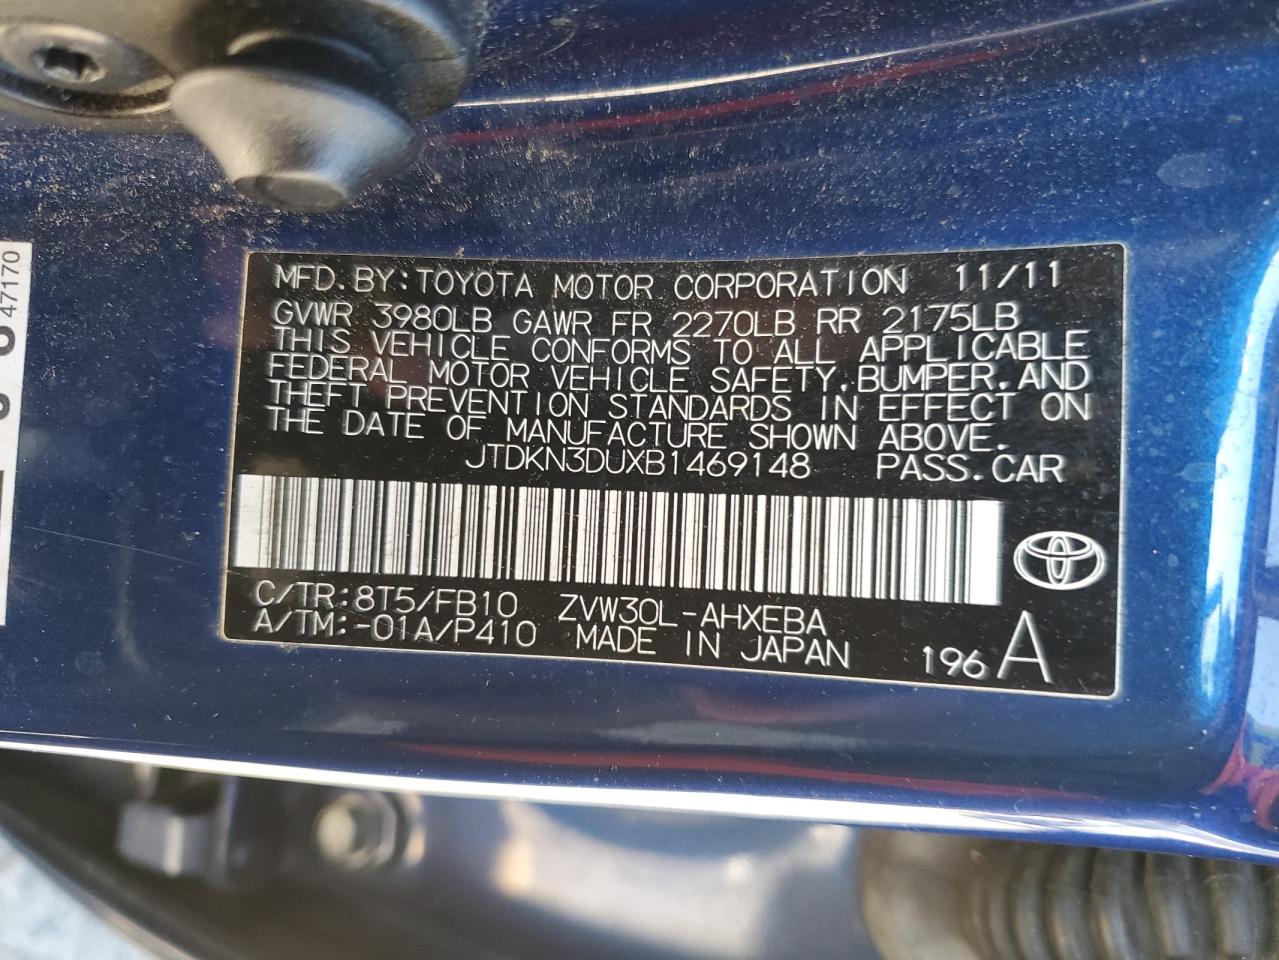 MFD. BY: TOYOTA MOTOR CORPORATION 11/11
GVWR 3980LB GAWR FR 2270LB RR 2175LB
THIS VEHICLE CONFORMS TO ALL APPLICABLE
FEDERAL MOTOR VEHICLE SAFETY, BUMPER, AND
THEFT PREVENTION STANDARDS IN EFFECT ON
THE DATE OF MANUFACTURE SHOWN ABOVE.
JTDKN3DUXB1469148 PASS. CAR
C/TR: 8T5/FB10 ZVW30L-AHXEBA
A/TM: -01A/P410 MADE IN JAPAN 196 A
47170